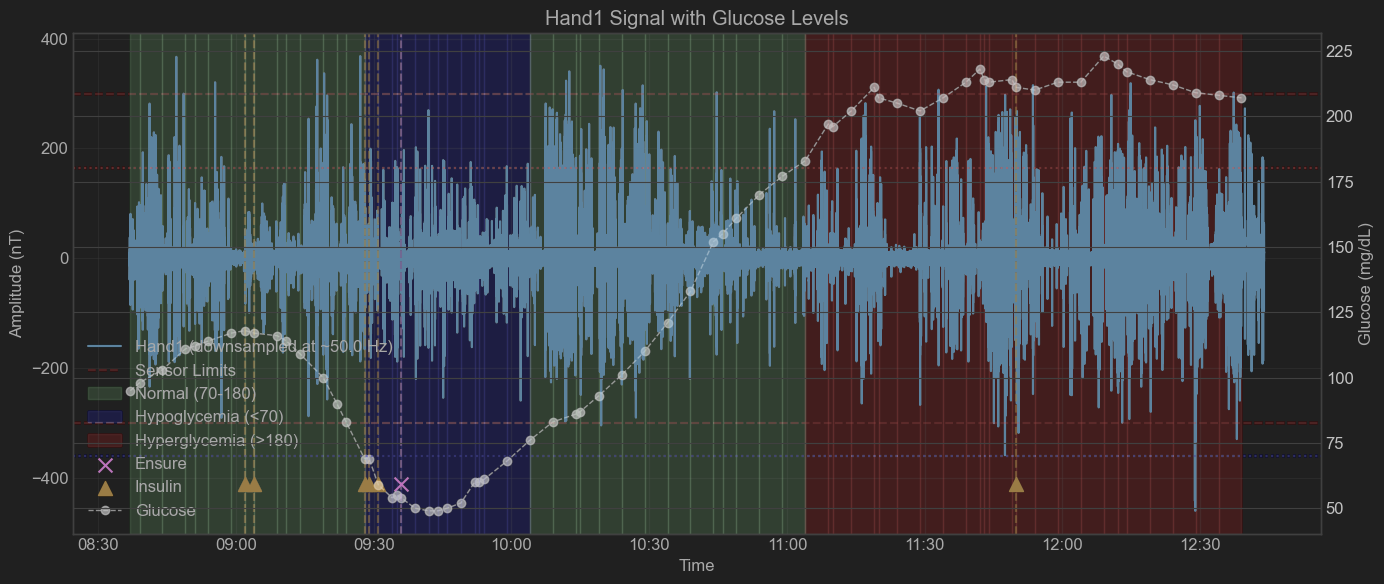 Hand1 Signal with Glucose Levels
400
200
0
−200
−400
Amplitude (nT)
225
200
175
150
125
100
75
50
Glucose (mg/dL)
Hand1 (downsampled at ~50.0 Hz)
Sensor Limits
Normal (70-180)
Hypoglycemia (<70)
Hyperglycemia (>180)
Ensure
Insulin
Glucose
08:30 09:00 09:30 10:00 10:30 11:00 11:30 12:00 12:30
Time